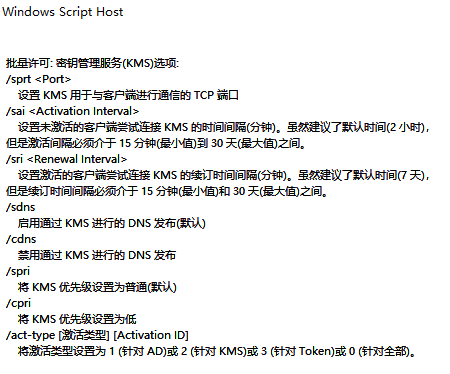 Windows Script Host
批量许可: 密钥管理服务(KMS)选项:
/sprt <Port>
设置 KMS 用于与客户端进行通信的 TCP 端口
/sai <Activation Interval>
设置未激活的客户端尝试连接 KMS 的时间间隔(分钟)。虽然建议了默认时间(2 小时)，
但是激活间隔必须介于 15 分钟(最小值)到 30 天(最大值)之间。
/sri <Renewal Interval>
设置激活的客户端尝试连接 KMS 的续订时间间隔(分钟)。虽然建议了默认时间(7 天)，
但是续订时间间隔必须介于 15 分钟(最小值)和 30 天(最大值)之间。
/sdns
启用通过 KMS 进行的 DNS 发布(默认)
/cdns
禁用通过 KMS 进行的 DNS 发布
/spri
将 KMS 优先级设置为普通(默认)
/cpri
将 KMS 优先级设置为低
/act-type [激活类型] [Activation ID]
将激活类型设置为 1 (针对 AD)或 2 (针对 KMS)或 3 (针对 Token)或 0 (针对全部)。